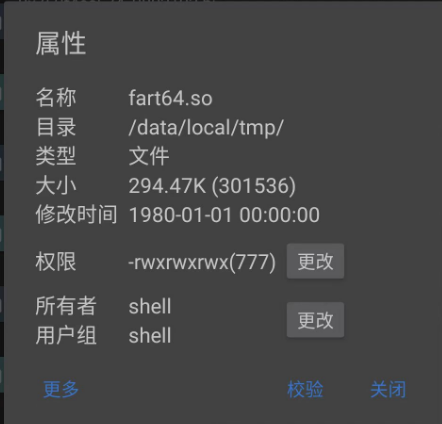 属性
名称 fart64.so
目录 /data/local/tmp/
类型 文件
大小 294.47K (301536)
修改时间 1980-01-01 00:00:00
权限 -rwxrwxrwx(777) 更改
所有者 shell
更改
用户组 shell
更多 校验 关闭